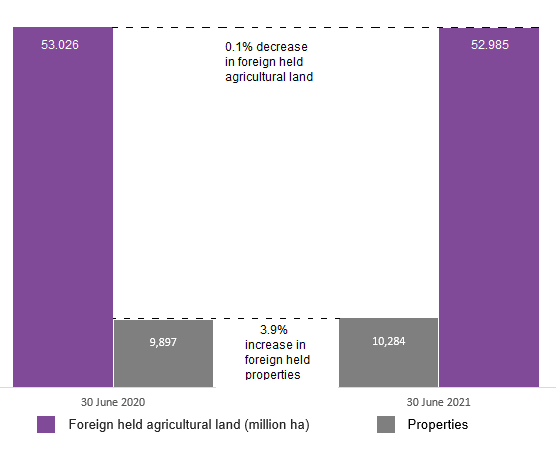 53.026
0.1% decrease
in foreign held
agricultural land
52.985
9,897
3.9%
increase in
foreign held
properties
10,284
30 June 2020
30 June 2021
Foreign held agricultural land (million ha)
Properties